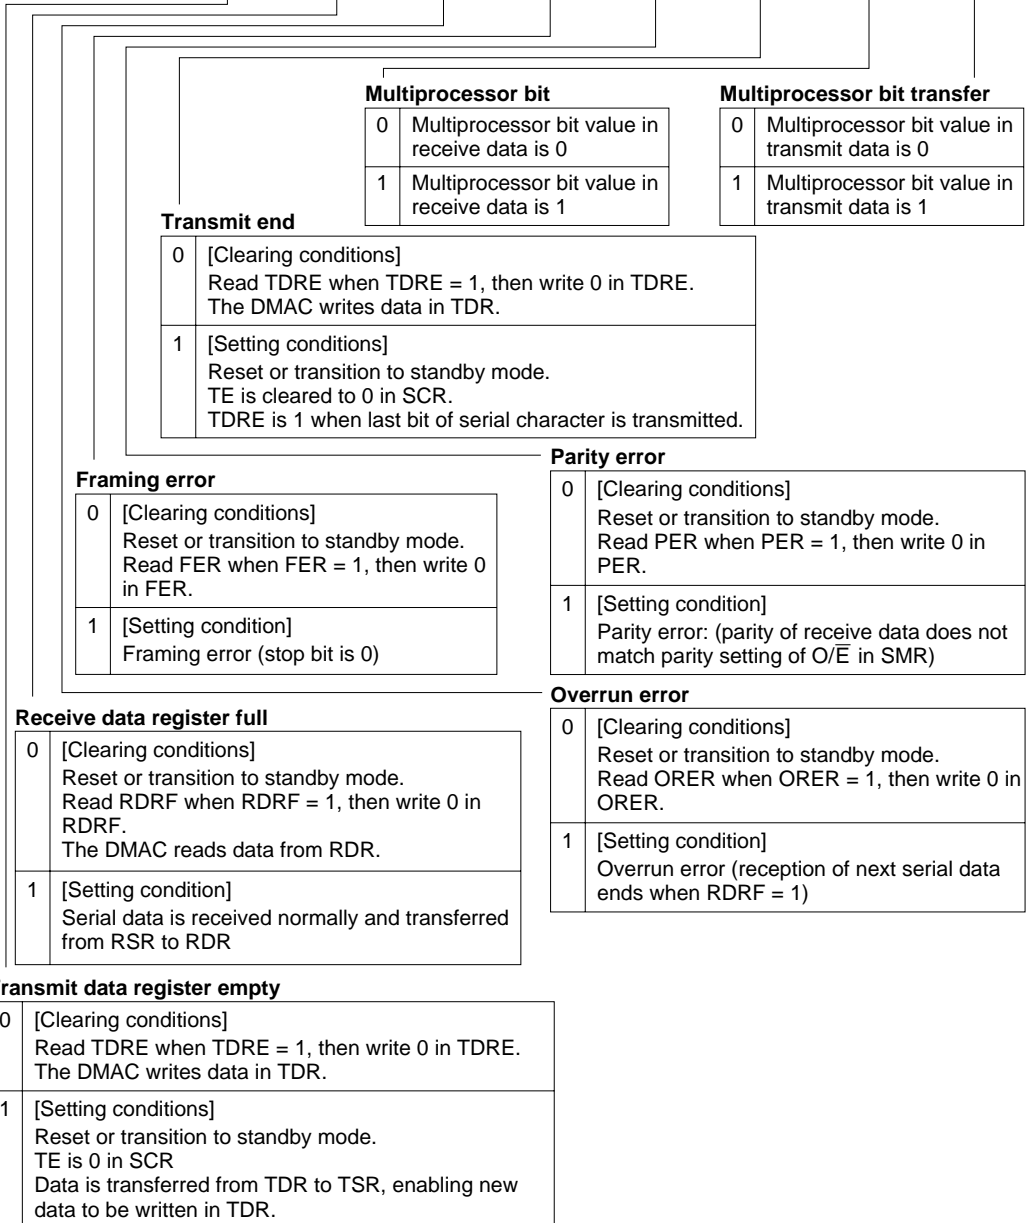 Multiprocessor bit
0 Multiprocessor bit value in
receive data is 0
1 Multiprocessor bit value in
receive data is 1
Multiprocessor bit transfer
0 Multiprocessor bit value in
transmit data is 0
1 Multiprocessor bit value in
transmit data is 1
Transmit end
0 [Clearing conditions]
Read TDRE when TDRE = 1, then write 0 in TDRE.
The DMAC writes data in TDR.
1 [Setting conditions]
Reset or transition to standby mode.
TE is cleared to 0 in SCR.
TDRE is 1 when last bit of serial character is transmitted.
Parity error
0 [Clearing conditions]
Reset or transition to standby mode.
Read PER when PER = 1, then write 0 in
PER.
1 [Setting condition]
Parity error: (parity of receive data does not
match parity setting of O/E̅ in SMR)
Framing error
0 [Clearing conditions]
Reset or transition to standby mode.
Read FER when FER = 1, then write 0
in FER.
1 [Setting condition]
Framing error (stop bit is 0)
Overrun error
0 [Clearing conditions]
Reset or transition to standby mode.
Read ORER when ORER = 1, then write 0 in
ORER.
1 [Setting condition]
Overrun error (reception of next serial data
ends when RDRF = 1)
Receive data register full
0 [Clearing conditions]
Reset or transition to standby mode.
Read RDRF when RDRF = 1, then write 0 in
RDRF.
The DMAC reads data from RDR.
1 [Setting condition]
Serial data is received normally and transferred
from RSR to RDR
ransmit data register empty
0 [Clearing conditions]
Read TDRE when TDRE = 1, then write 0 in TDRE.
The DMAC writes data in TDR.
1 [Setting conditions]
Reset or transition to standby mode.
TE is 0 in SCR
Data is transferred from TDR to TSR, enabling new
data to be written in TDR.